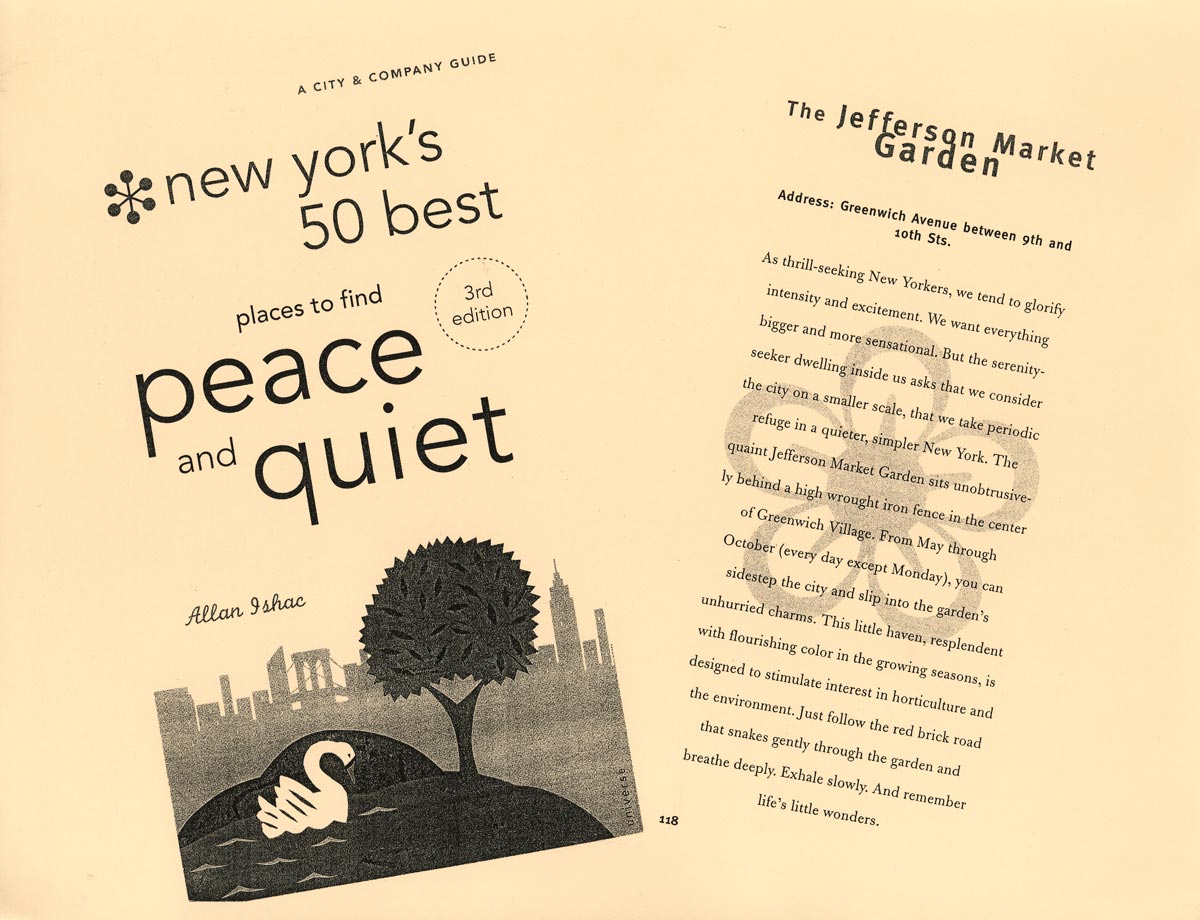 A CITY & COMPANY GUIDE
new york's
50 best
places to find
3rd
edition
peace
and quiet
Allan Ishac
universe
The Jefferson Market
Garden
Address: Greenwich Avenue between 9th and
10th Sts.
As thrill-seeking New Yorkers, we tend to glorify
intensity and excitement. We want everything
bigger and more sensational. But the serenity-
seeker dwelling inside us asks that we consider
the city on a smaller scale, that we take periodic
refuge in a quieter, simpler New York. The
quaint Jefferson Market Garden sits unobtrusive-
ly behind a high wrought iron fence in the center
of Greenwich Village. From May through
October (every day except Monday), you can
sidestep the city and slip into the garden's
unhurried charms. This little haven, resplendent
with flourishing color in the growing seasons, is
designed to stimulate interest in horticulture and
the environment. Just follow the red brick road
that snakes gently through the garden and
breathe deeply. Exhale slowly. And remember
life's little wonders.
118